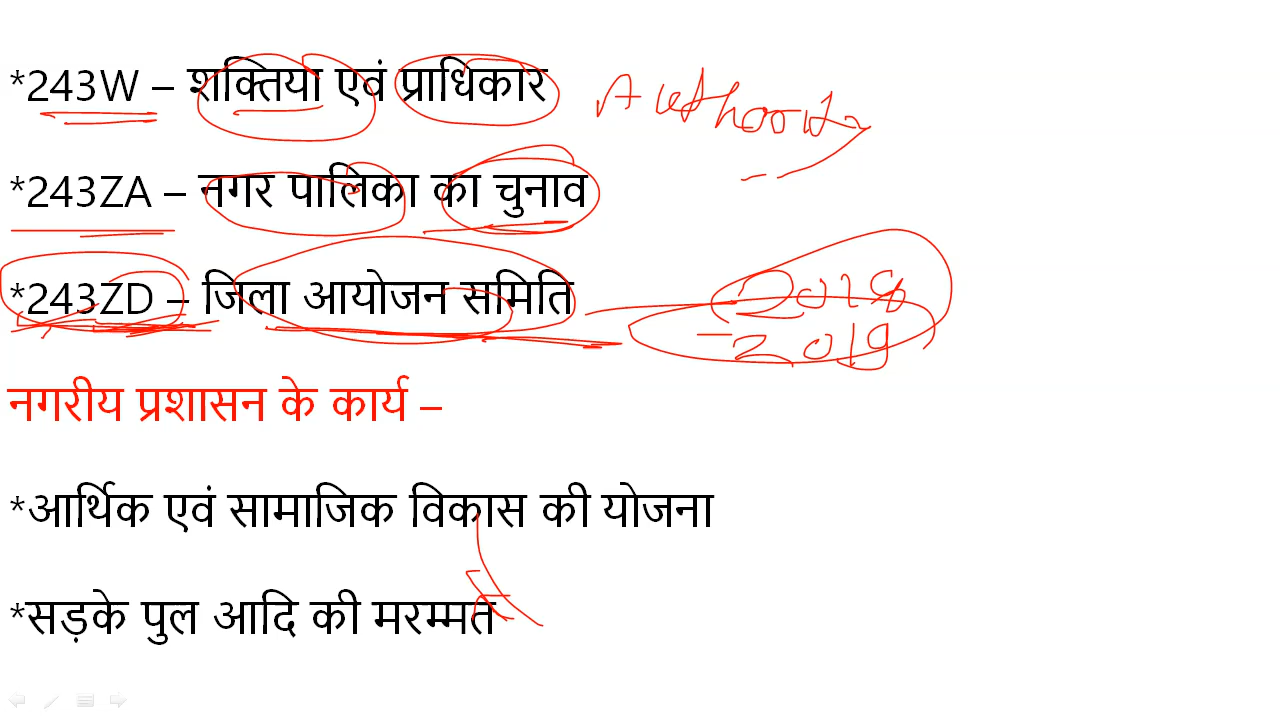 *243W – शक्तिया एवं प्राधिकार Authority
*243ZA – नगर पालिका का चुनाव
*243ZD – जिला आयोजन समिति 2018
– 2019
नगरीय प्रशासन के कार्य –
*आर्थिक एवं सामाजिक विकास की योजना
*सड़के पुल आदि की मरम्मत